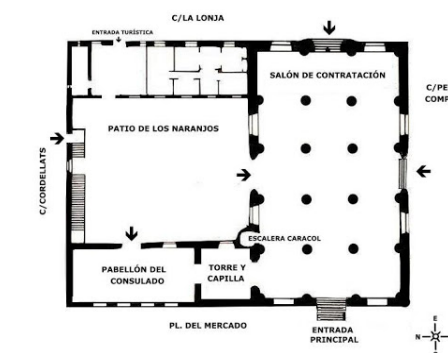 C/LA LONJA
ENTRADA TURÍSTICA
SALÓN DE CONTRATACIÓN
C/PE
COMP
PATIO DE LOS NARANJOS
C/CORDELLATS
ESCALERA CARACOL
PABELLÓN DEL
CONSULADO
TORRE Y
CAPILLA
PL. DEL MERCADO
ENTRADA
PRINCIPAL
E
N